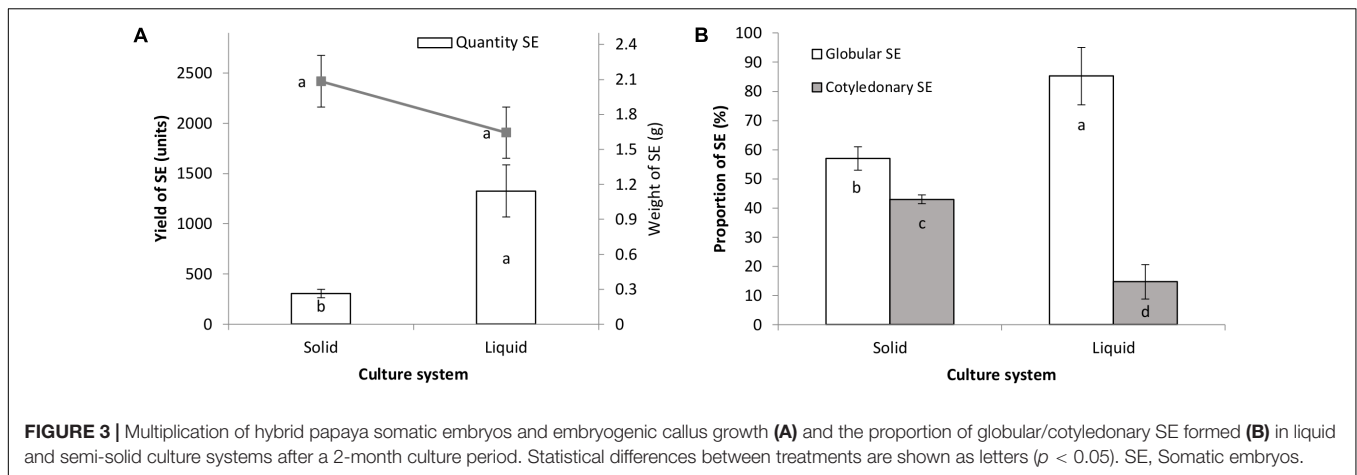 A
Quantity SE
Yield of SE (units)
2500
2000
1500
1000
500
0
2.4
2.1
1.8
1.5
1.2
0.9
0.6
0.3
0
Weight of SE (g)
a
a
b
a
Solid
Liquid
Culture system
B
Globular SE
Cotyledonary SE
Proportion of SE (%)
100
90
80
70
60
50
40
30
20
10
0
b
c
a
d
Solid
Liquid
Culture system
FIGURE 3 | Multiplication of hybrid papaya somatic embryos and embryogenic callus growth (A) and the proportion of globular/cotyledonary SE formed (B) in liquid
and semi-solid culture systems after a 2-month culture period. Statistical differences between treatments are shown as letters (p < 0.05). SE, Somatic embryos.